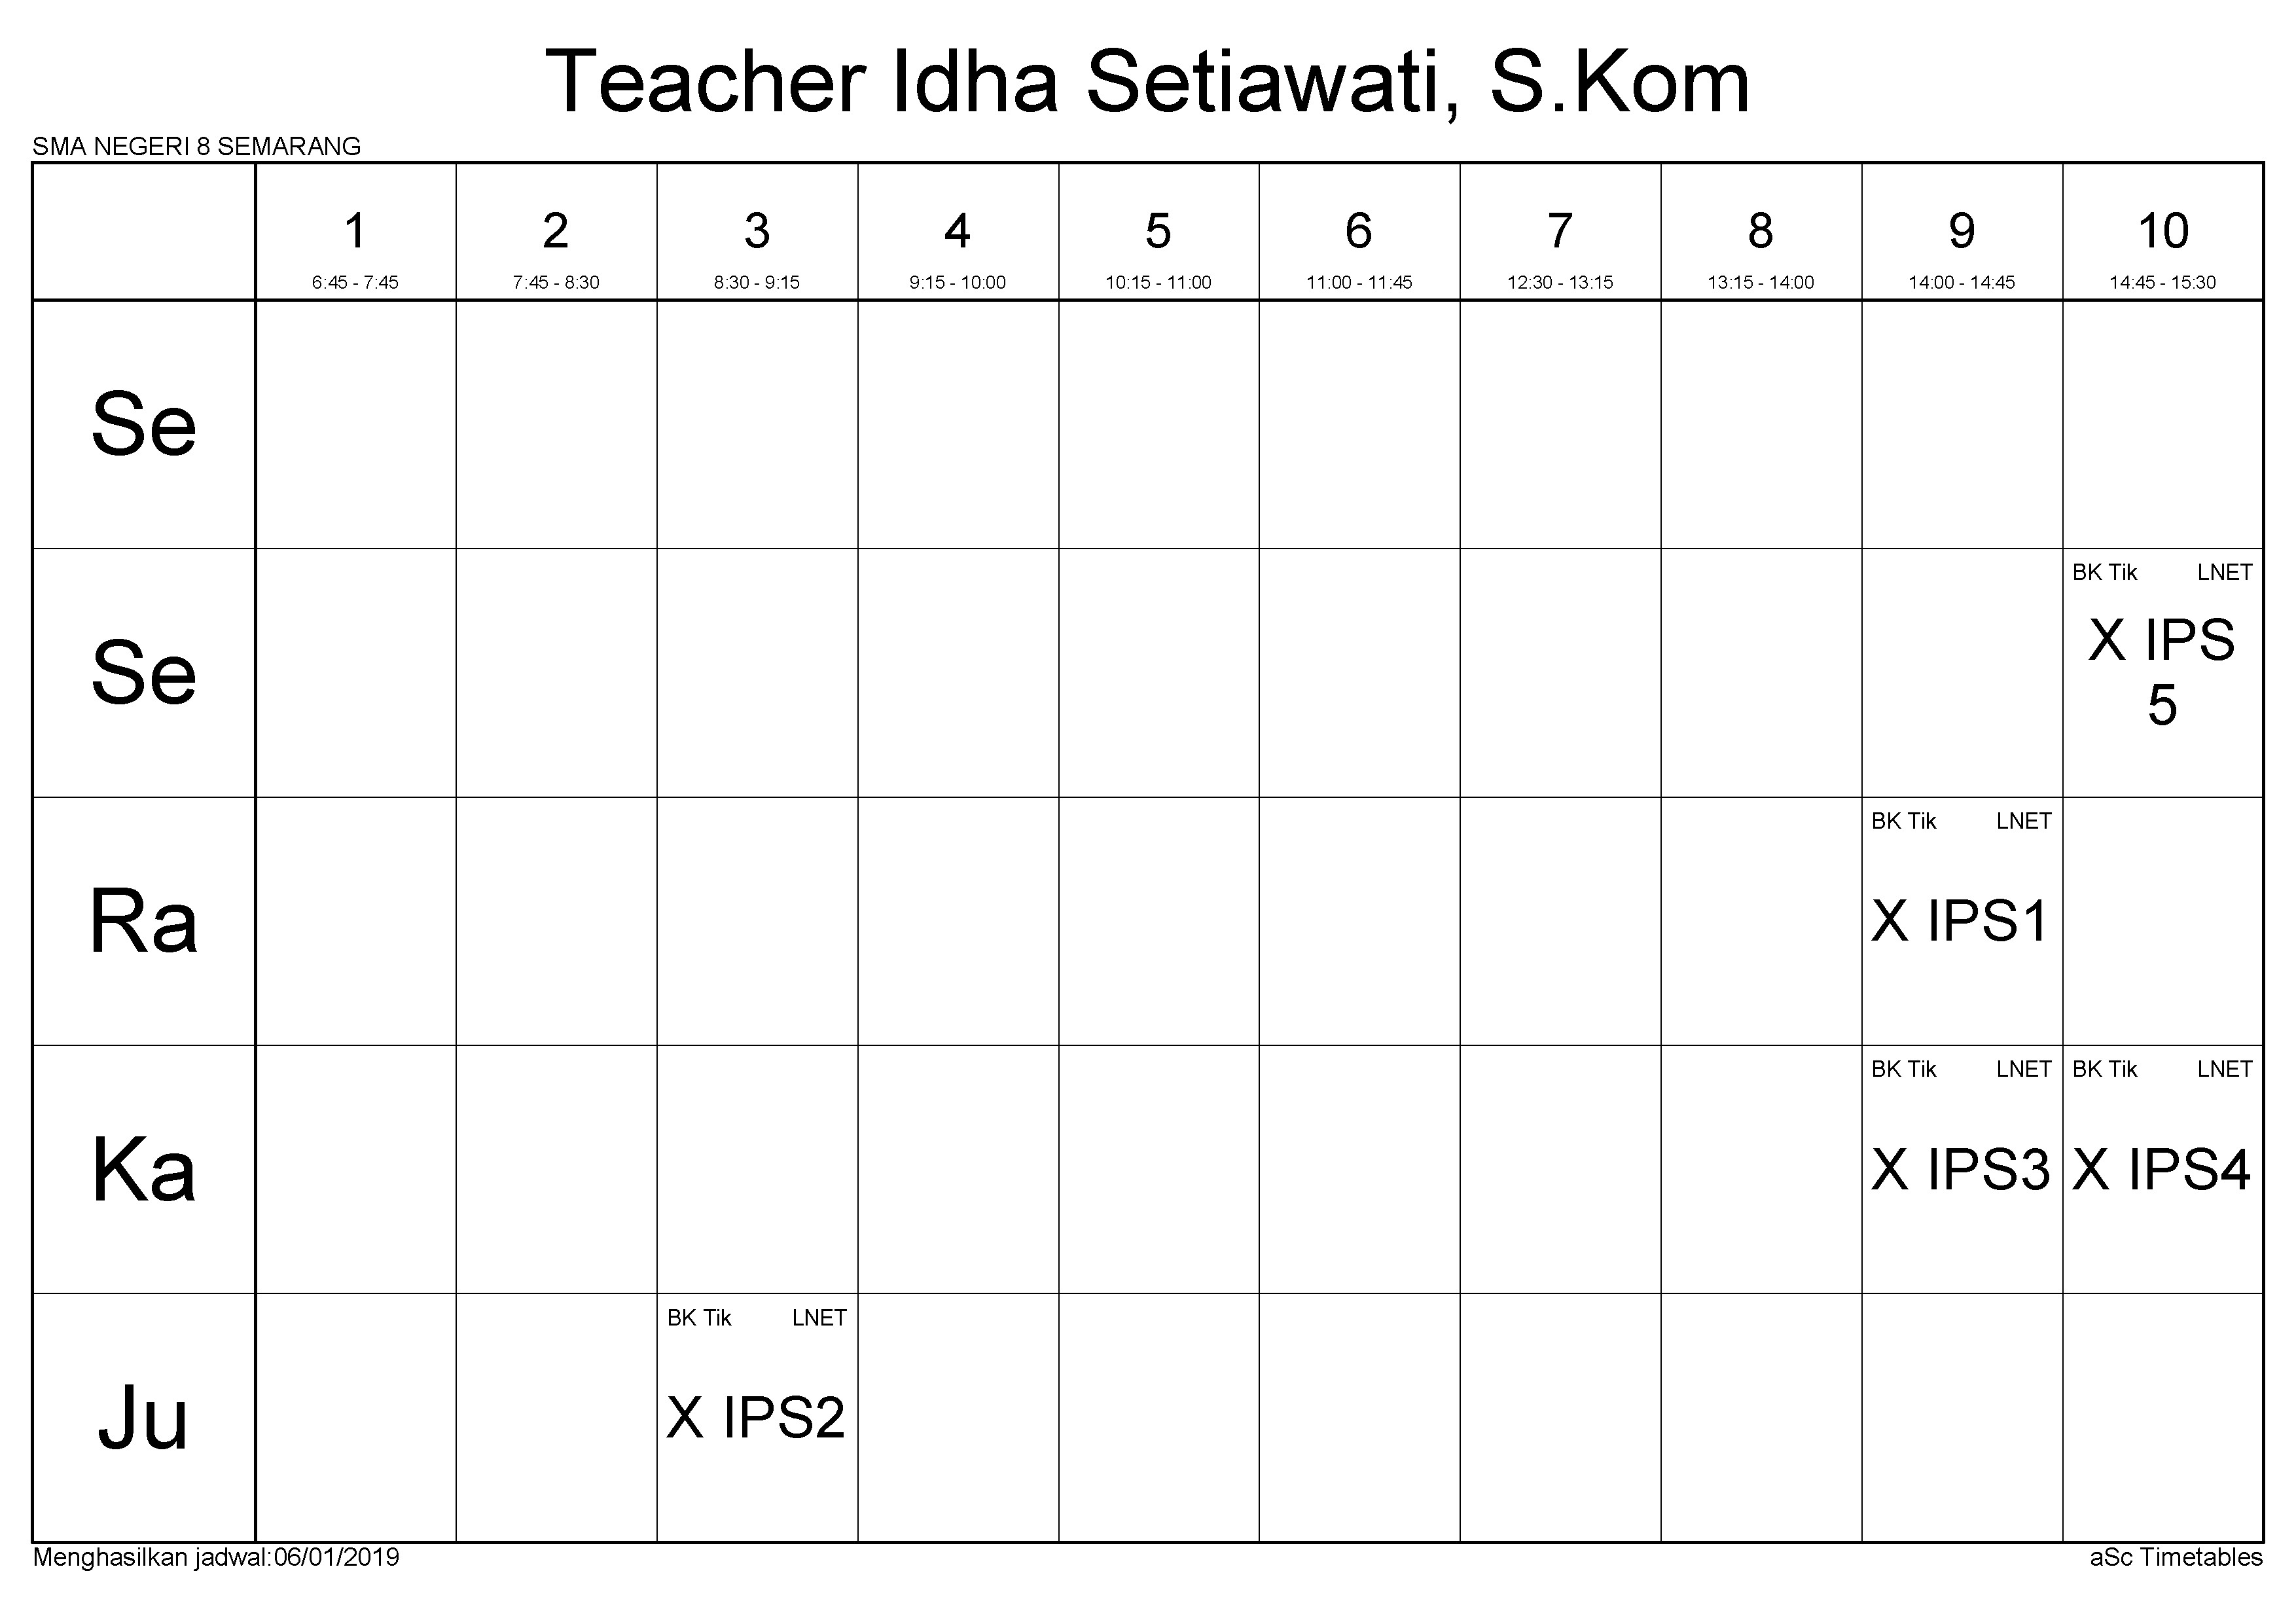 Teacher Idha Setiawati, S.Kom
SMA NEGERI 8 SEMARANG
1 2 3 4 5 6 7 8 9 10
6:45 - 7:45 7:45 - 8:30 8:30 - 9:15 9:15 - 10:00 10:15 - 11:00 11:00 - 11:45 12:30 - 13:15 13:15 - 14:00 14:00 - 14:45 14:45 - 15:30
Se
Se
BK Tik LNET
X IPS
5
Ra
BK Tik LNET
X IPS1
Ka
BK Tik LNET
X IPS3
BK Tik LNET
X IPS4
Ju
BK Tik LNET
X IPS2
Menghasilkan jadwal:06/01/2019
aSc Timetables